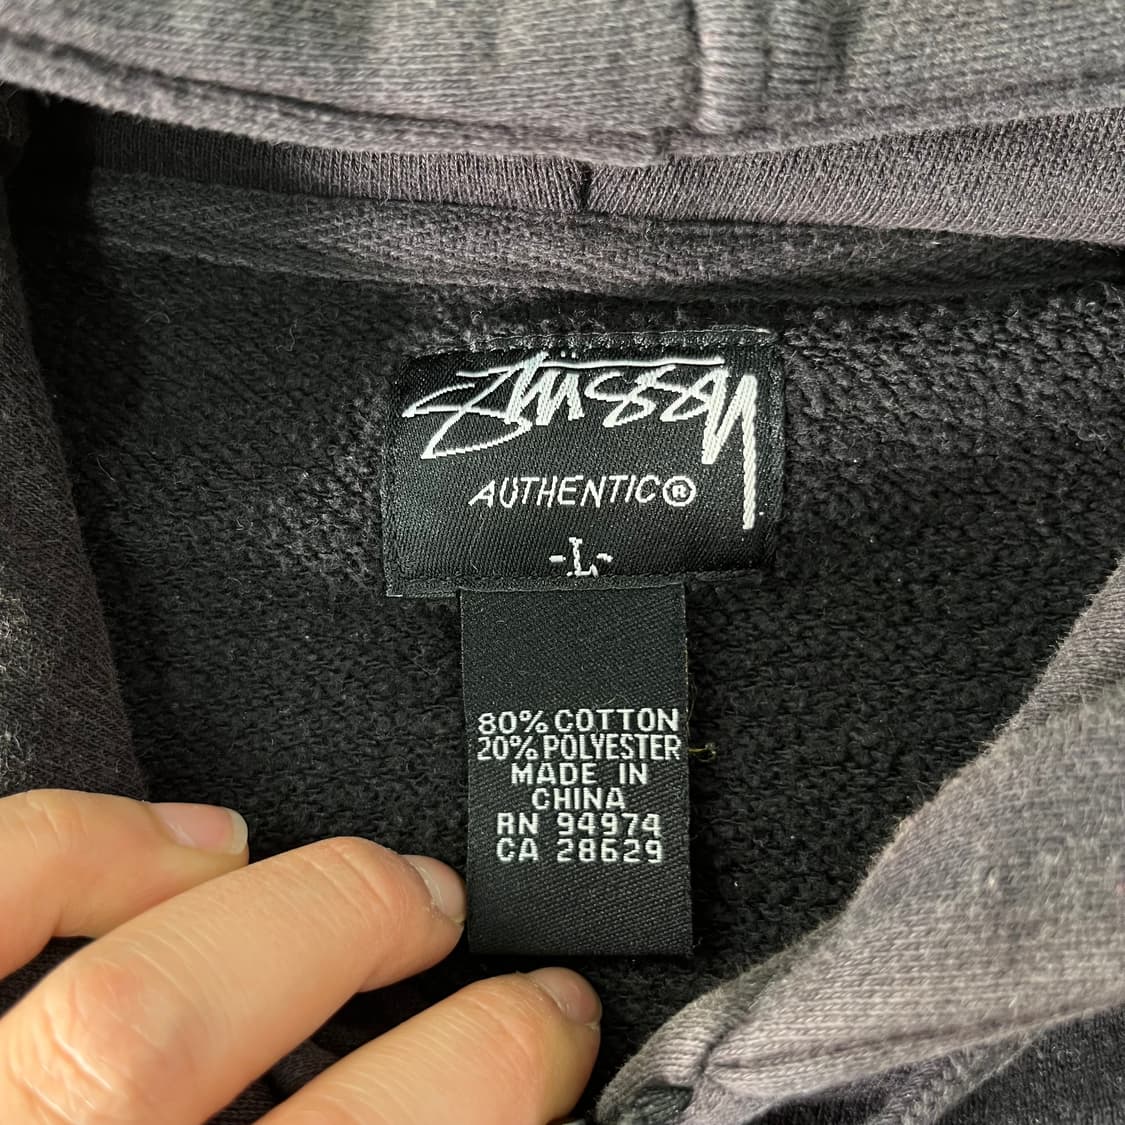 Stüssy
AUTHENTIC®
-L-
80% COTTON
20% POLYESTER
MADE IN
CHINA
RN 94974
CA 28629